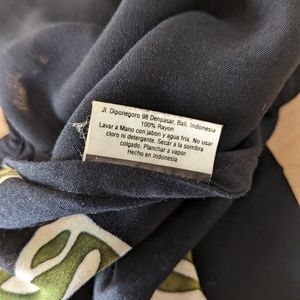 Jl. Diponegoro 98 Denpasar, Bali, Indonesia
100% Rayon
Lavar a Mano con jabon y agua fria. No use
cloro ni detergente. Secar a la sombra
colgado. Planchar a vapor.
Hecho en Indonesia